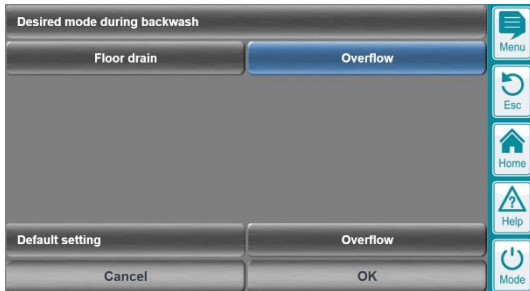 Desired mode during backwash
Menu
Floor drain
Overflow
Esc
Home
Help
Default setting
Overflow
Cancel
OK
Mode